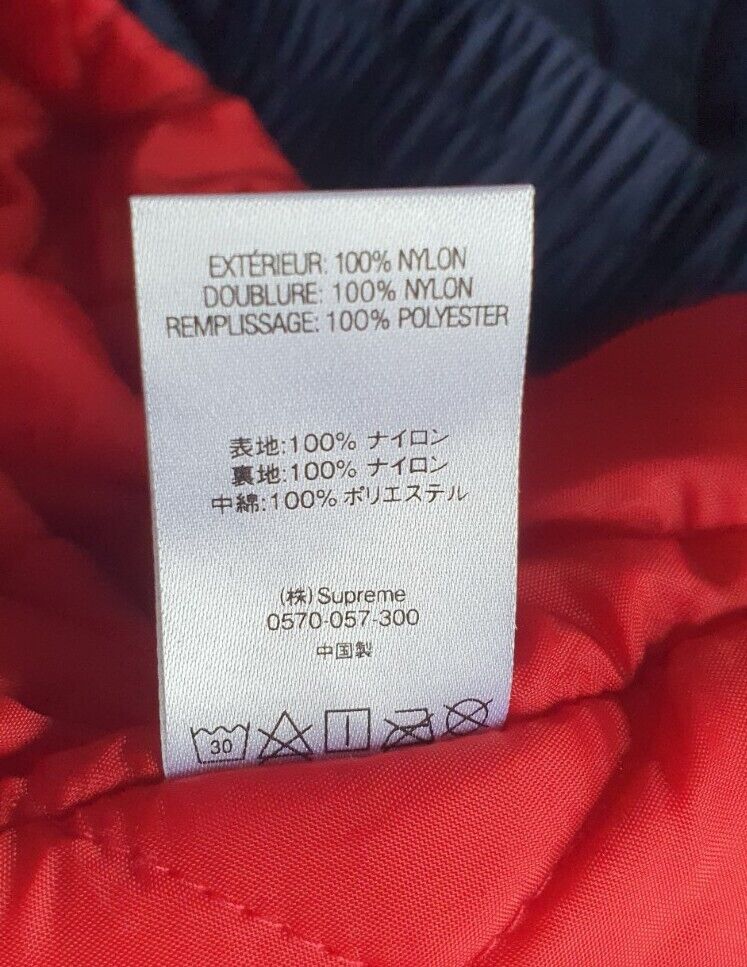 EXTÉRIEUR: 100% NYLON
DOUBLURE: 100% NYLON
REMPLISSAGE: 100% POLYESTER
表地:100% ナイロン
裏地:100% ナイロン
中綿:100% ポリエステル
(株) Supreme
0570-057-300
中国製
30